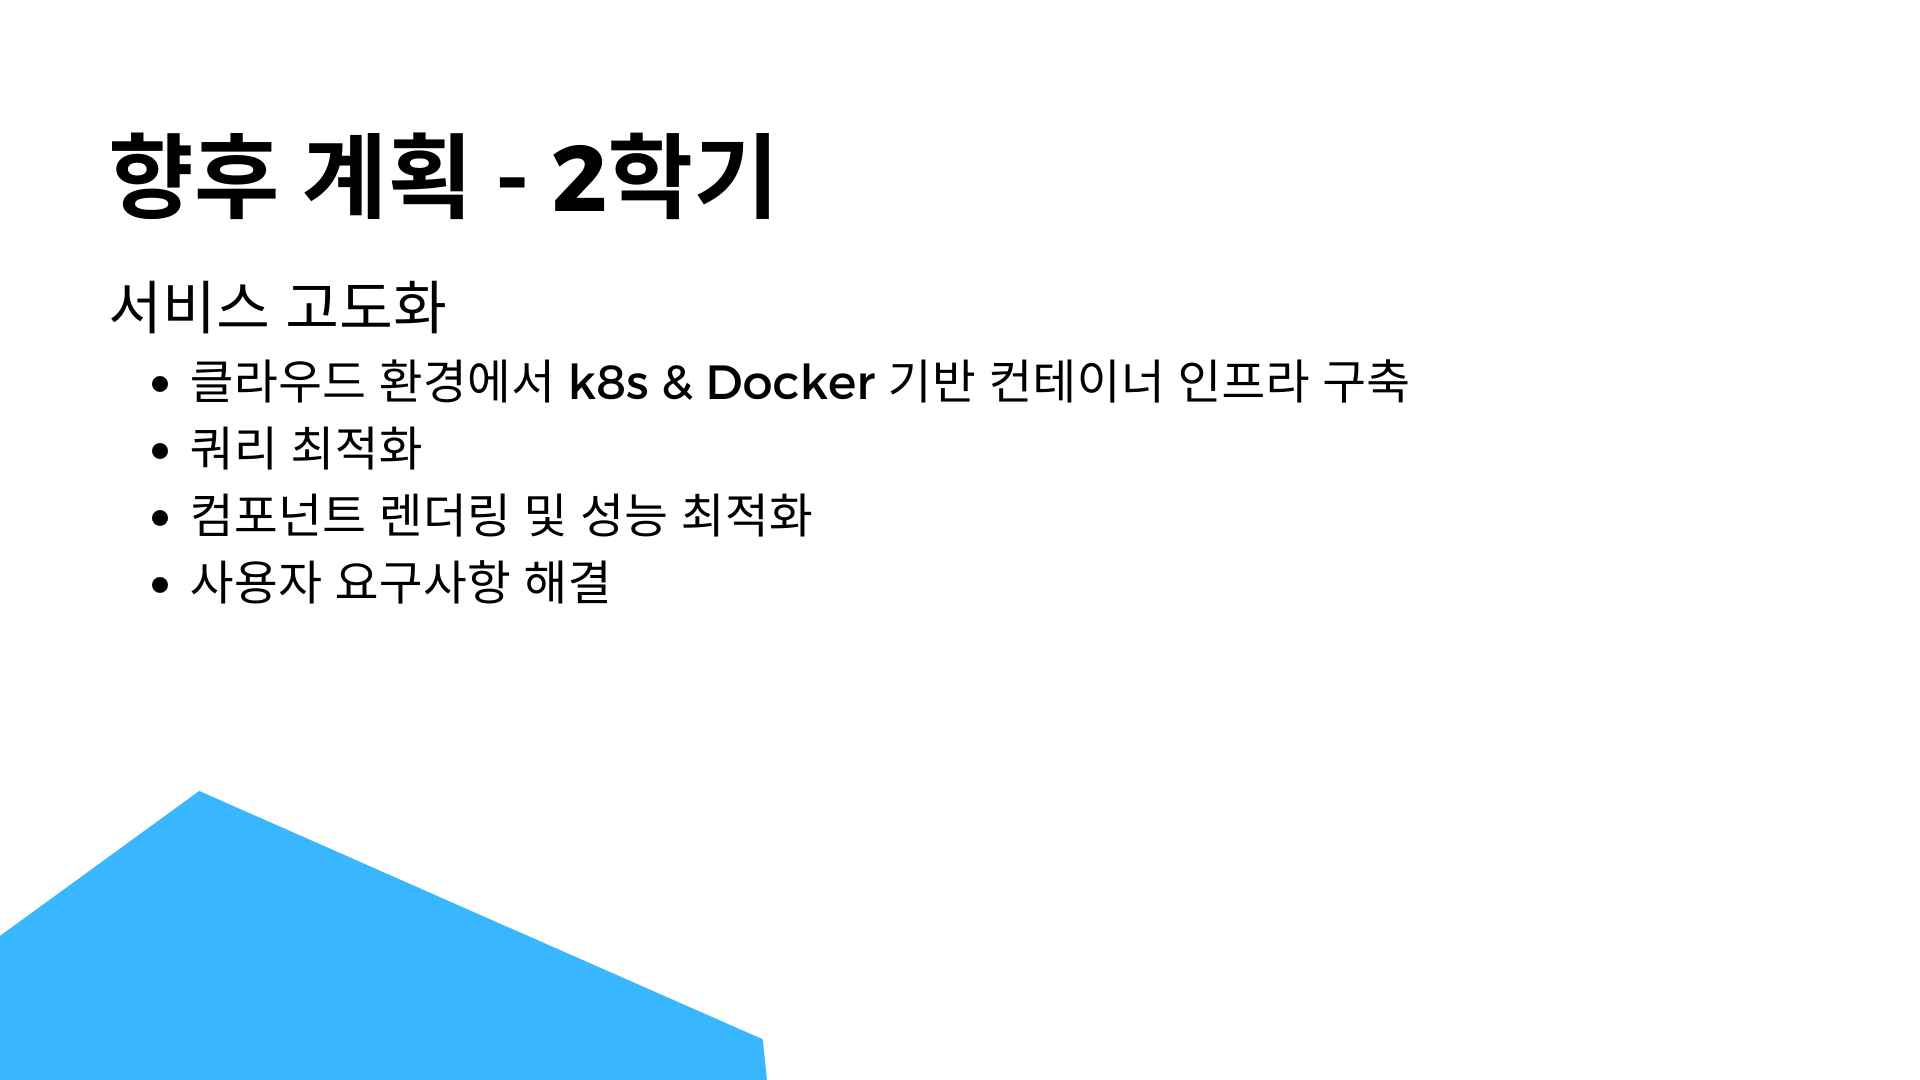 향후 계획 - 2학기
서비스 고도화
• 클라우드 환경에서 k8s & Docker 기반 컨테이너 인프라 구축
• 쿼리 최적화
• 컴포넌트 렌더링 및 성능 최적화
• 사용자 요구사항 해결